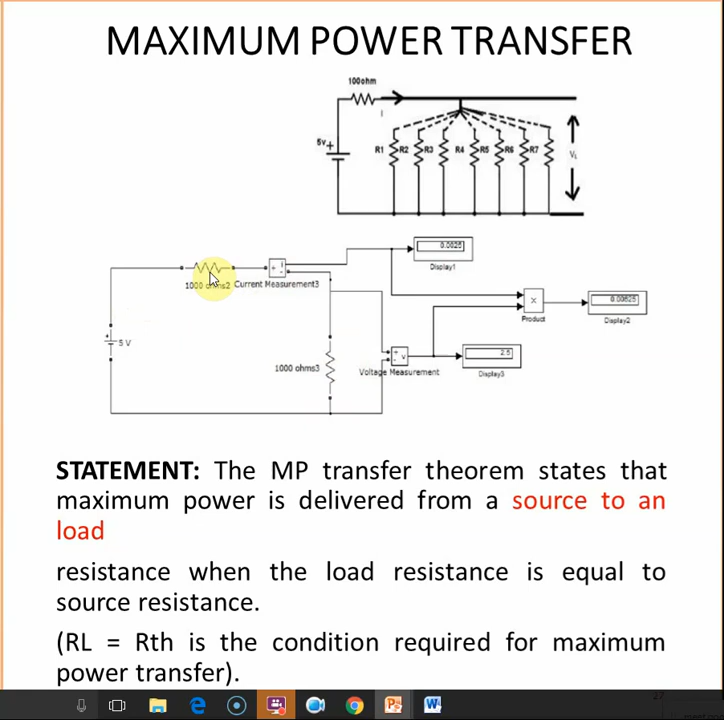 MAXIMUM POWER TRANSFER
100ohm
I
5v +
R1 R2 R3 R4 R5 R6 R7
VL
0.0025
Display1
1000 ohms2 Current Measurement3
+ i
-
x
Product
0.00625
Display2
5 V
+ v
-
2.5
Display3
1000 ohms3
Voltage Measurement
STATEMENT: The MP transfer theorem states that
maximum power is delivered from a source to an
load
resistance when the load resistance is equal to
source resistance.
(RL = Rth is the condition required for maximum
power transfer).
27